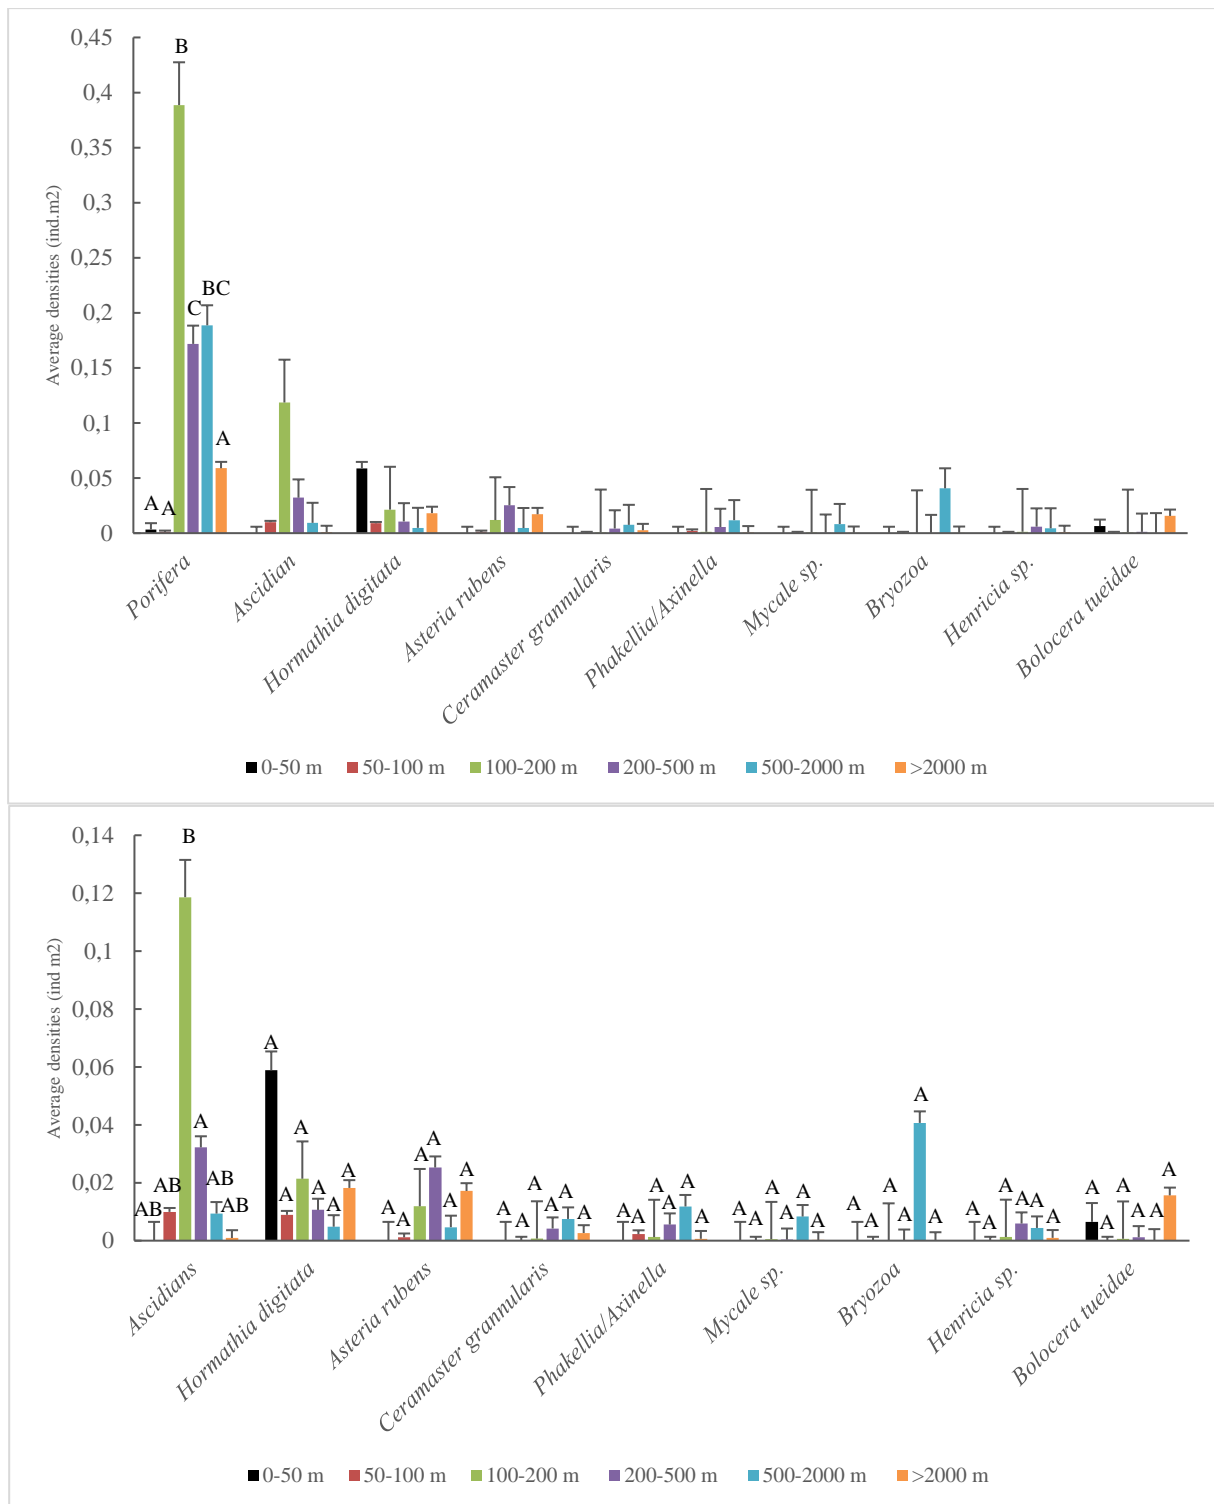 0,45
0,4
0,35
0,3
0,25
0,2
0,15
0,1
0,05
0
Average densities (ind.m2)
A A B C BC A
Porifera
Ascidian
Hormathia digitata
Asteria rubens
Ceramaster grannularis
Phakellia/Axinella
Mycale sp.
Bryozoa
Henricia sp.
Bolocera tueidae
0-50 m 50-100 m 100-200 m 200-500 m 500-2000 m >2000 m
0,14
0,12
0,1
0,08
0,06
0,04
0,02
0
Average densities (ind m2)
AB AB B A AB AB
A A A A A A
A A A A A A
A A A A A A
A A A A A A
A A A A A A
A A A A A A
A A A A A A
A A A A A A
Ascidians
Hormathia digitata
Asteria rubens
Ceramaster grannularis
Phakellia/Axinella
Mycale sp.
Bryozoa
Henricia sp.
Bolocera tueidae
0-50 m 50-100 m 100-200 m 200-500 m 500-2000 m >2000 m